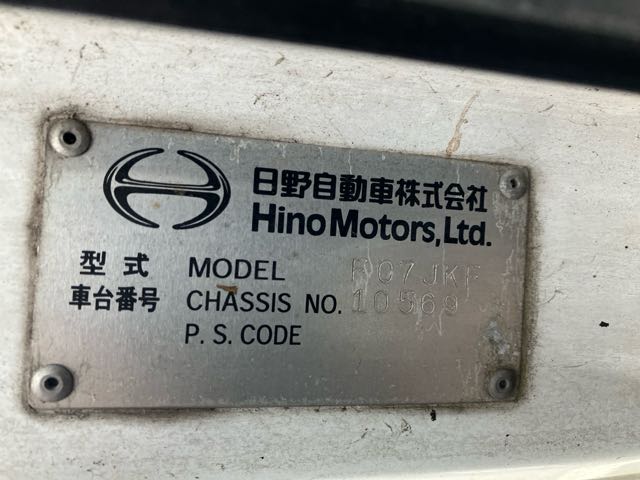 日野自動車株式会社
Hino Motors, Ltd.
型式 MODEL
車台番号 CHASSIS NO. 10569
P. S. CODE